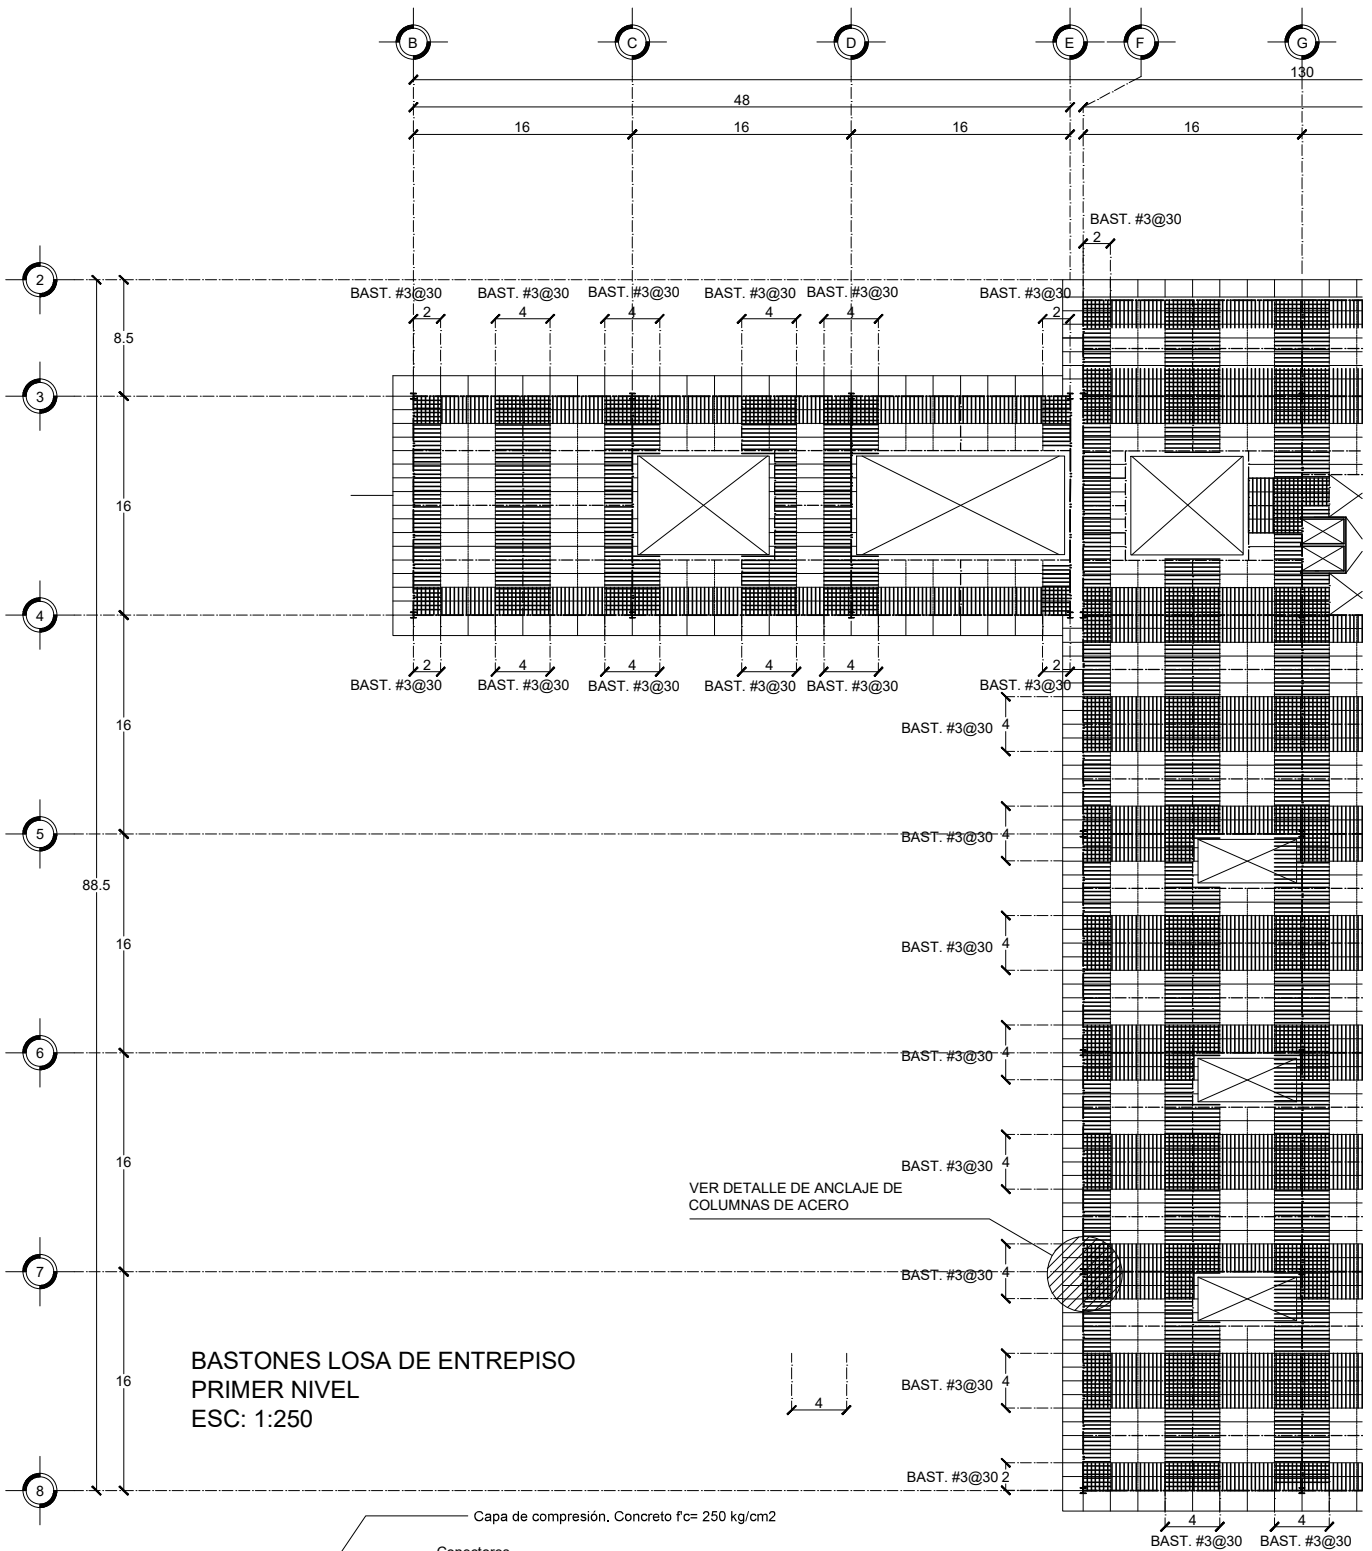 B C D E F G
130
48
16 16 16 16
BAST. #3@30
2
2
BAST. #3@30 BAST. #3@30 BAST. #3@30 BAST. #3@30 BAST. #3@30 BAST. #3@30
2 4 4 4 4 2
8.5
3
16
4
2 4 4 4 4 2
BAST. #3@30 BAST. #3@30 BAST. #3@30 BAST. #3@30 BAST. #3@30 BAST. #3@30
16
BAST. #3@30 4
5
BAST. #3@30 4
88.5
16
BAST. #3@30 4
6
BAST. #3@30 4
16
BAST. #3@30 4
VER DETALLE DE ANCLAJE DE
COLUMNAS DE ACERO
7
BAST. #3@30 4
BASTONES LOSA DE ENTREPISO
PRIMER NIVEL
ESC: 1:250
16
BAST. #3@30 4
4
8
BAST. #3@30 2
Capa de compresión. Concreto f'c= 250 kg/cm2
4 4
BAST. #3@30 BAST. #3@30
Conectores